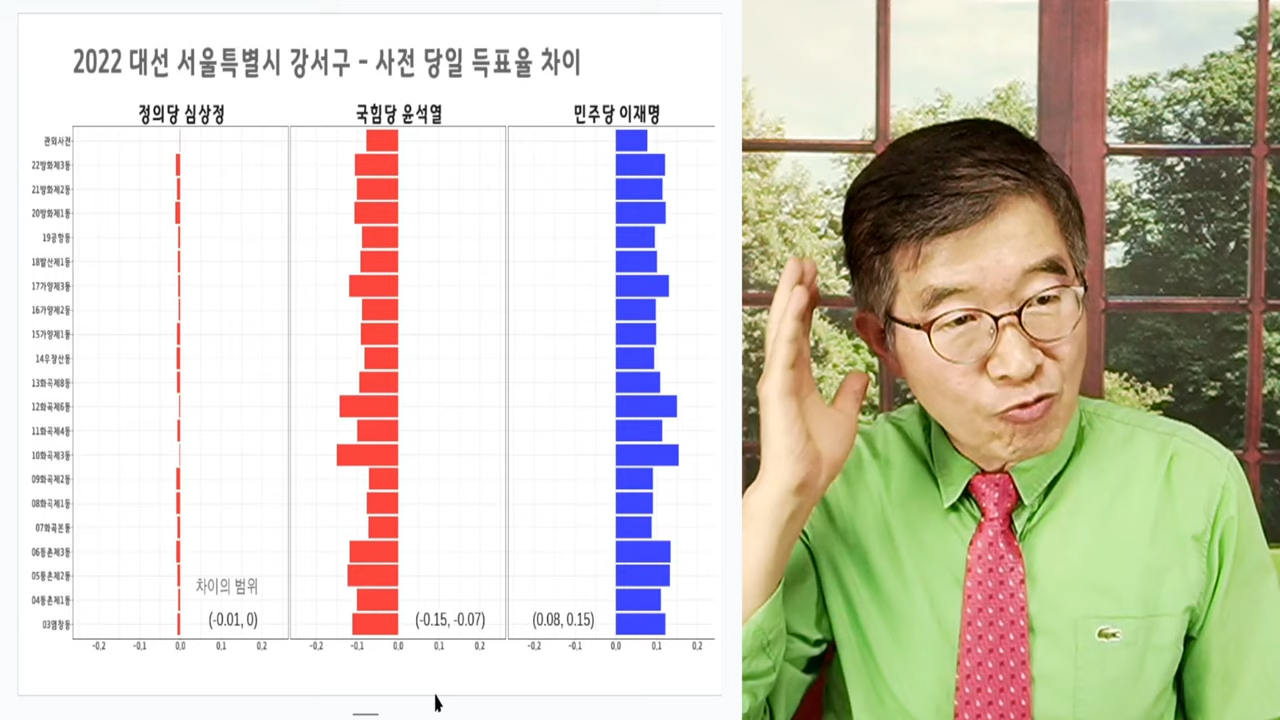 2022 대선 서울특별시 강서구 - 사전 당일 득표율 차이
정의당 심상정
국힘당 윤석열
민주당 이재명
관외사전
22방화제3동
21방화제2동
20방화제1동
19공항동
18발산제1동
17가양제3동
16가양제2동
15가양제1동
14우장산동
13화곡제8동
12화곡제6동
11화곡제4동
10화곡제3동
09화곡제2동
08화곡제1동
07화곡본동
06등촌제3동
05등촌제2동
04등촌제1동
03염창동
차이의 범위
(-0.01, 0)
(-0.15, -0.07)
(0.08, 0.15)
-0,2 -0,1 0,0 0,1 0,2
-0,2 -0,1 0,0 0,1 0,2
-0,2 -0,1 0,0 0,1 0,2